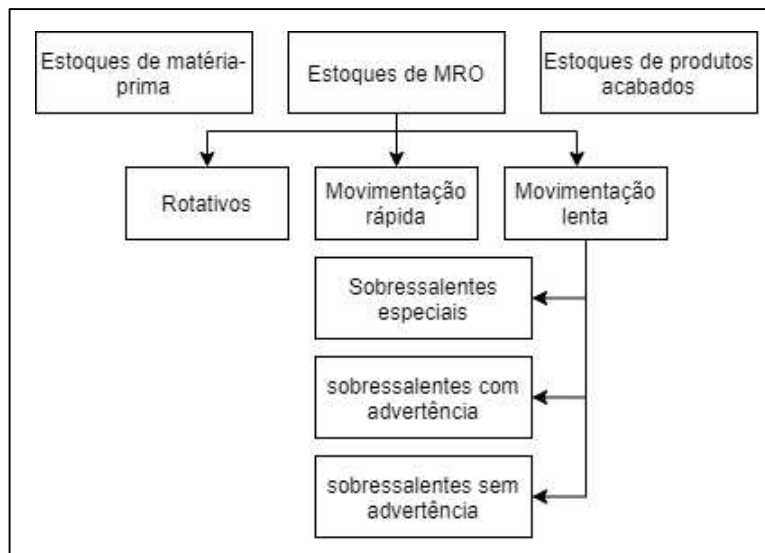 Estoques de matéria-
prima
Estoques de MRO
Estoques de produtos
acabados
Rotativos
Movimentação
rápida
Movimentação
lenta
Sobressalentes
especiais
sobressalentes com
advertência
sobressalentes sem
advertência